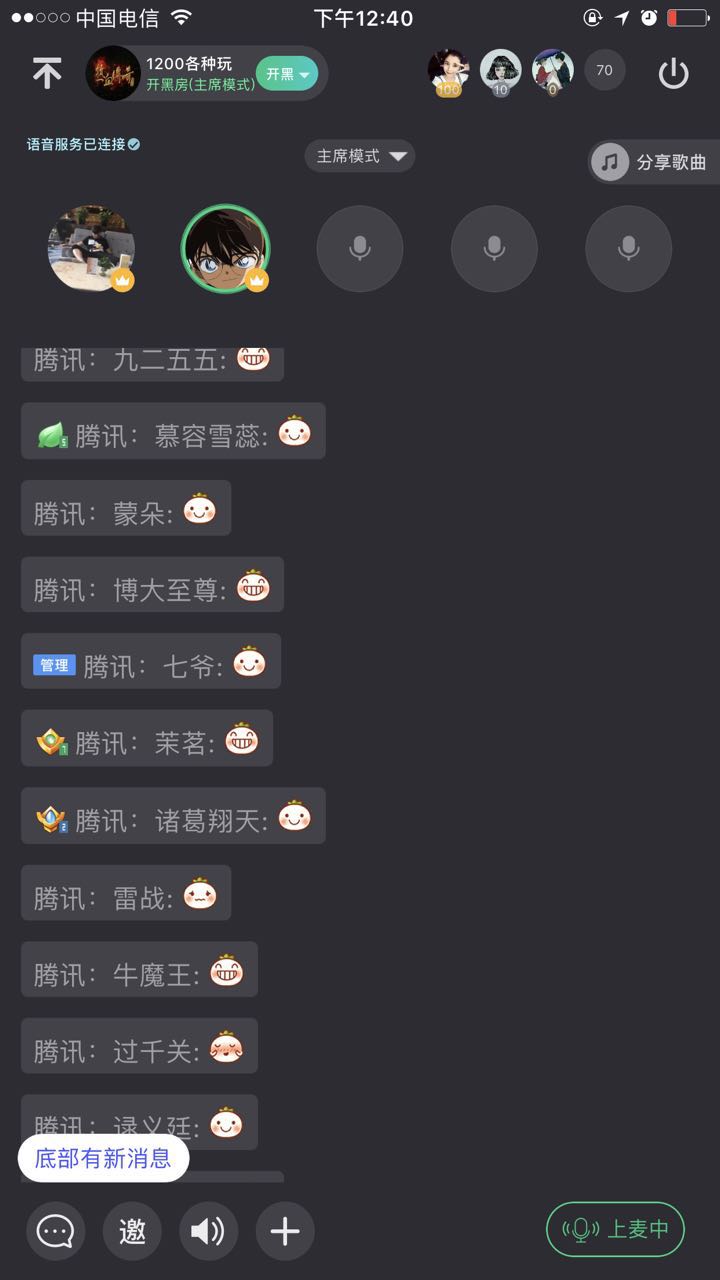 中国电信
下午12:40
1200各种玩
开黑房(主席模式)
开黑
100
10
0
70
语音服务已连接
主席模式
分享歌曲
腾讯：九二五五:
5
腾讯：慕容雪蕊:
腾讯：蒙朵:
腾讯：博大至尊:
管理 腾讯：七爷:
1
腾讯：茉茗:
2
腾讯：诸葛翔天:
腾讯：雷战:
腾讯：牛魔王:
腾讯：过千关:
腾讯：逯义廷:
底部有新消息
邀
上麦中